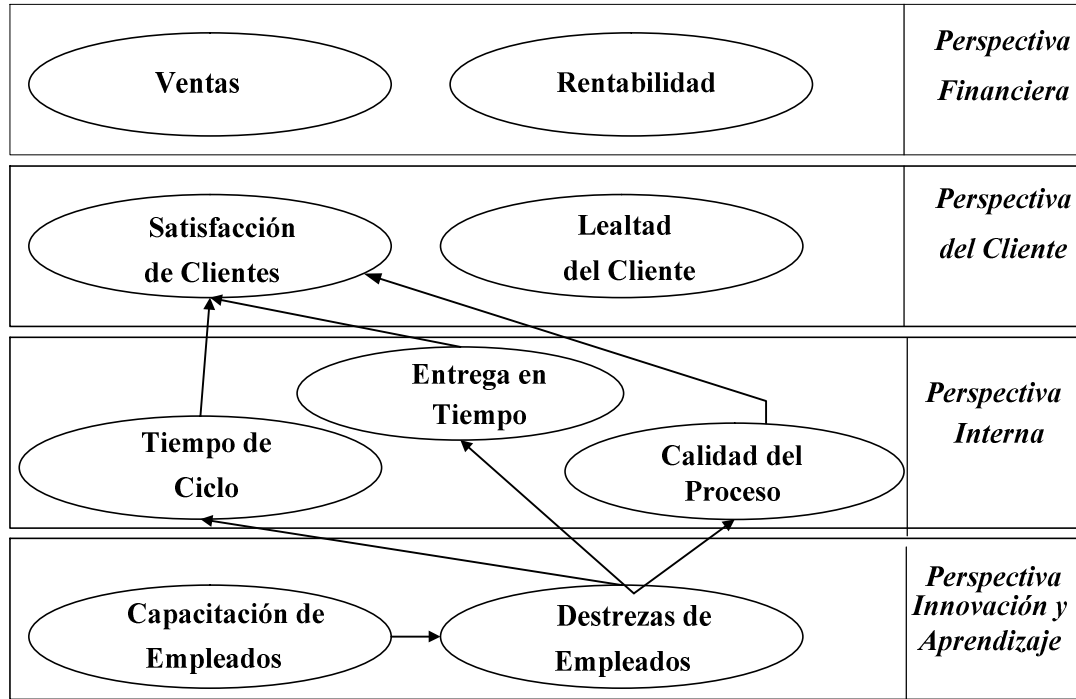 Ventas
Rentabilidad
Perspectiva
Financiera
Satisfacción
de Clientes
Lealtad
del Cliente
Perspectiva
del Cliente
Entrega en
Tiempo
Tiempo de
Ciclo
Calidad del
Proceso
Perspectiva
Interna
Capacitación de
Empleados
Destrezas de
Empleados
Perspectiva
Innovación y
Aprendizaje